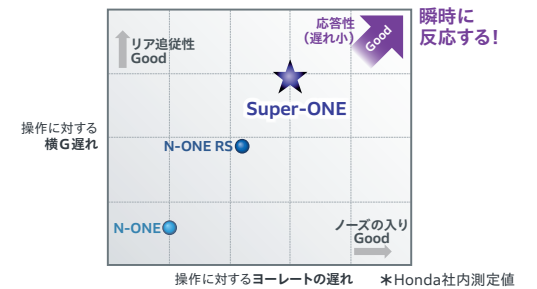 応答性
（遅れ小）
Good
瞬時に
反応する！
リア追従性
Good
Super-ONE
操作に対する
横G遅れ
N-ONE RS
N-ONE
ノーズの入り
Good
操作に対するヨーレートの遅れ
＊Honda社内測定値